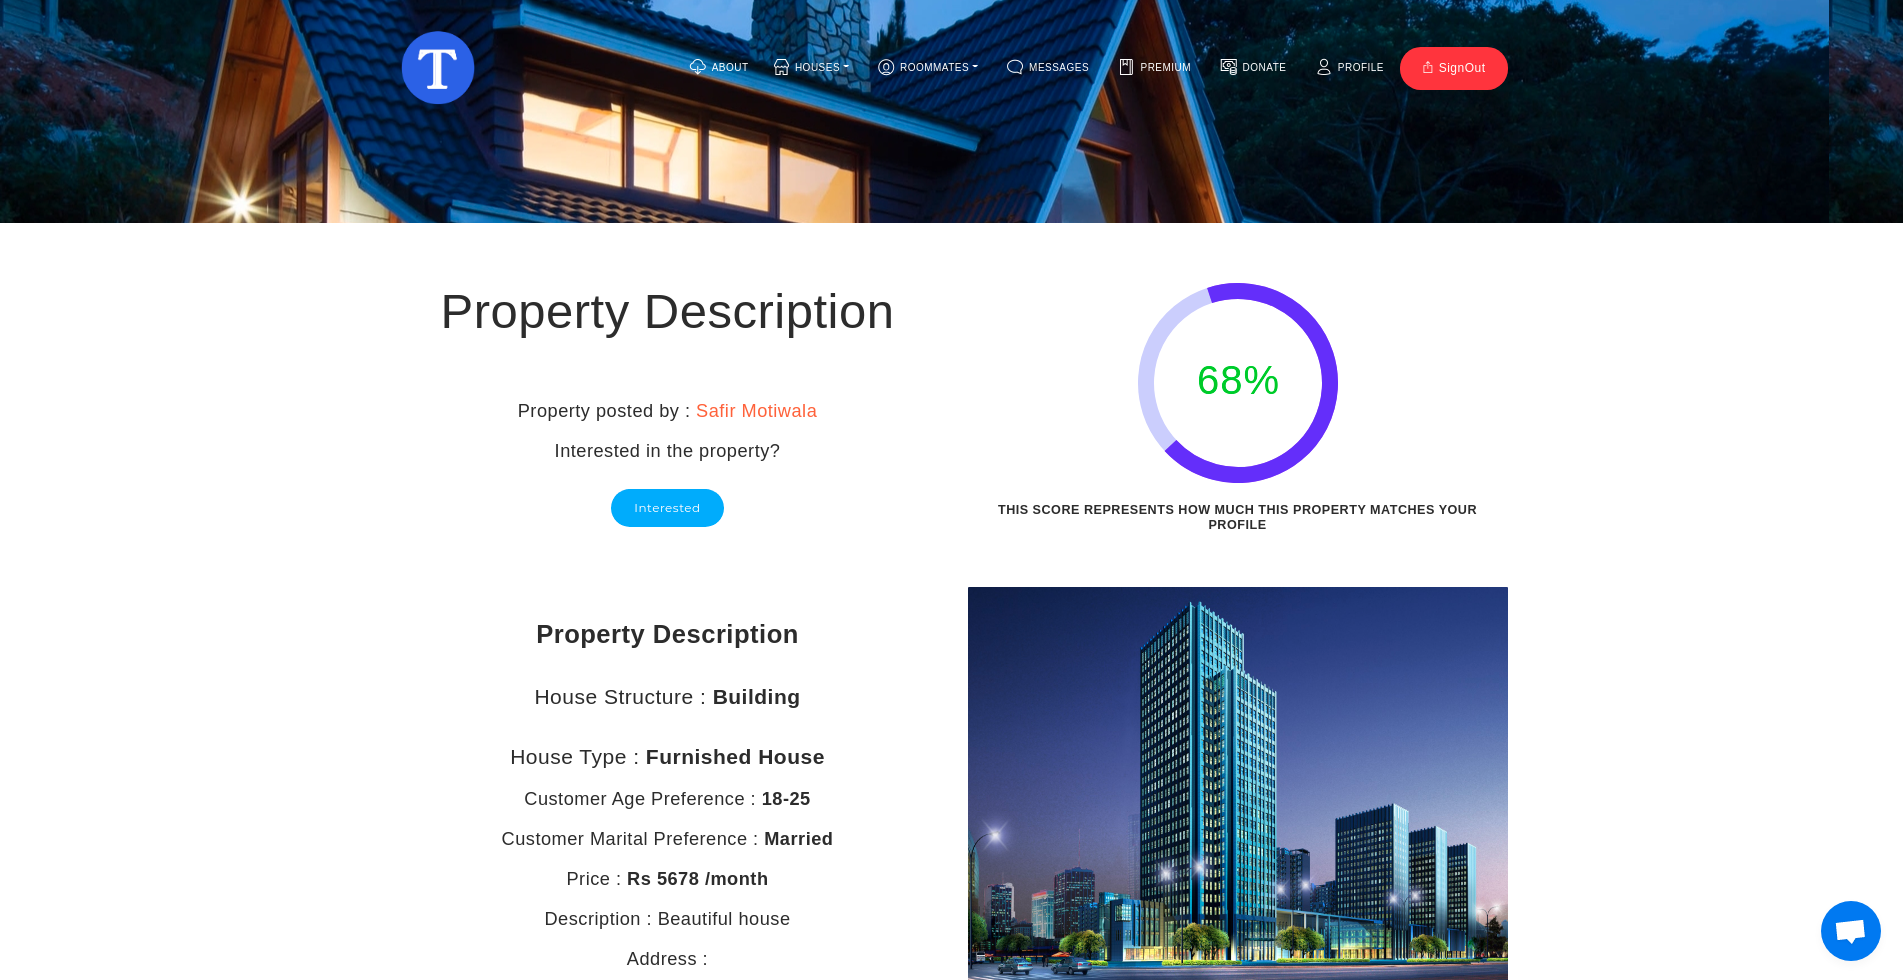 T
ABOUT
HOUSES
ROOMMATES
MESSAGES
PREMIUM
DONATE
PROFILE
SignOut
Property Description
Property posted by : Safir Motiwala
Interested in the property?
Interested
68%
THIS SCORE REPRESENTS HOW MUCH THIS PROPERTY MATCHES YOUR
PROFILE
Property Description
House Structure : Building
House Type : Furnished House
Customer Age Preference : 18-25
Customer Marital Preference : Married
Price : Rs 5678 /month
Description : Beautiful house
Address :